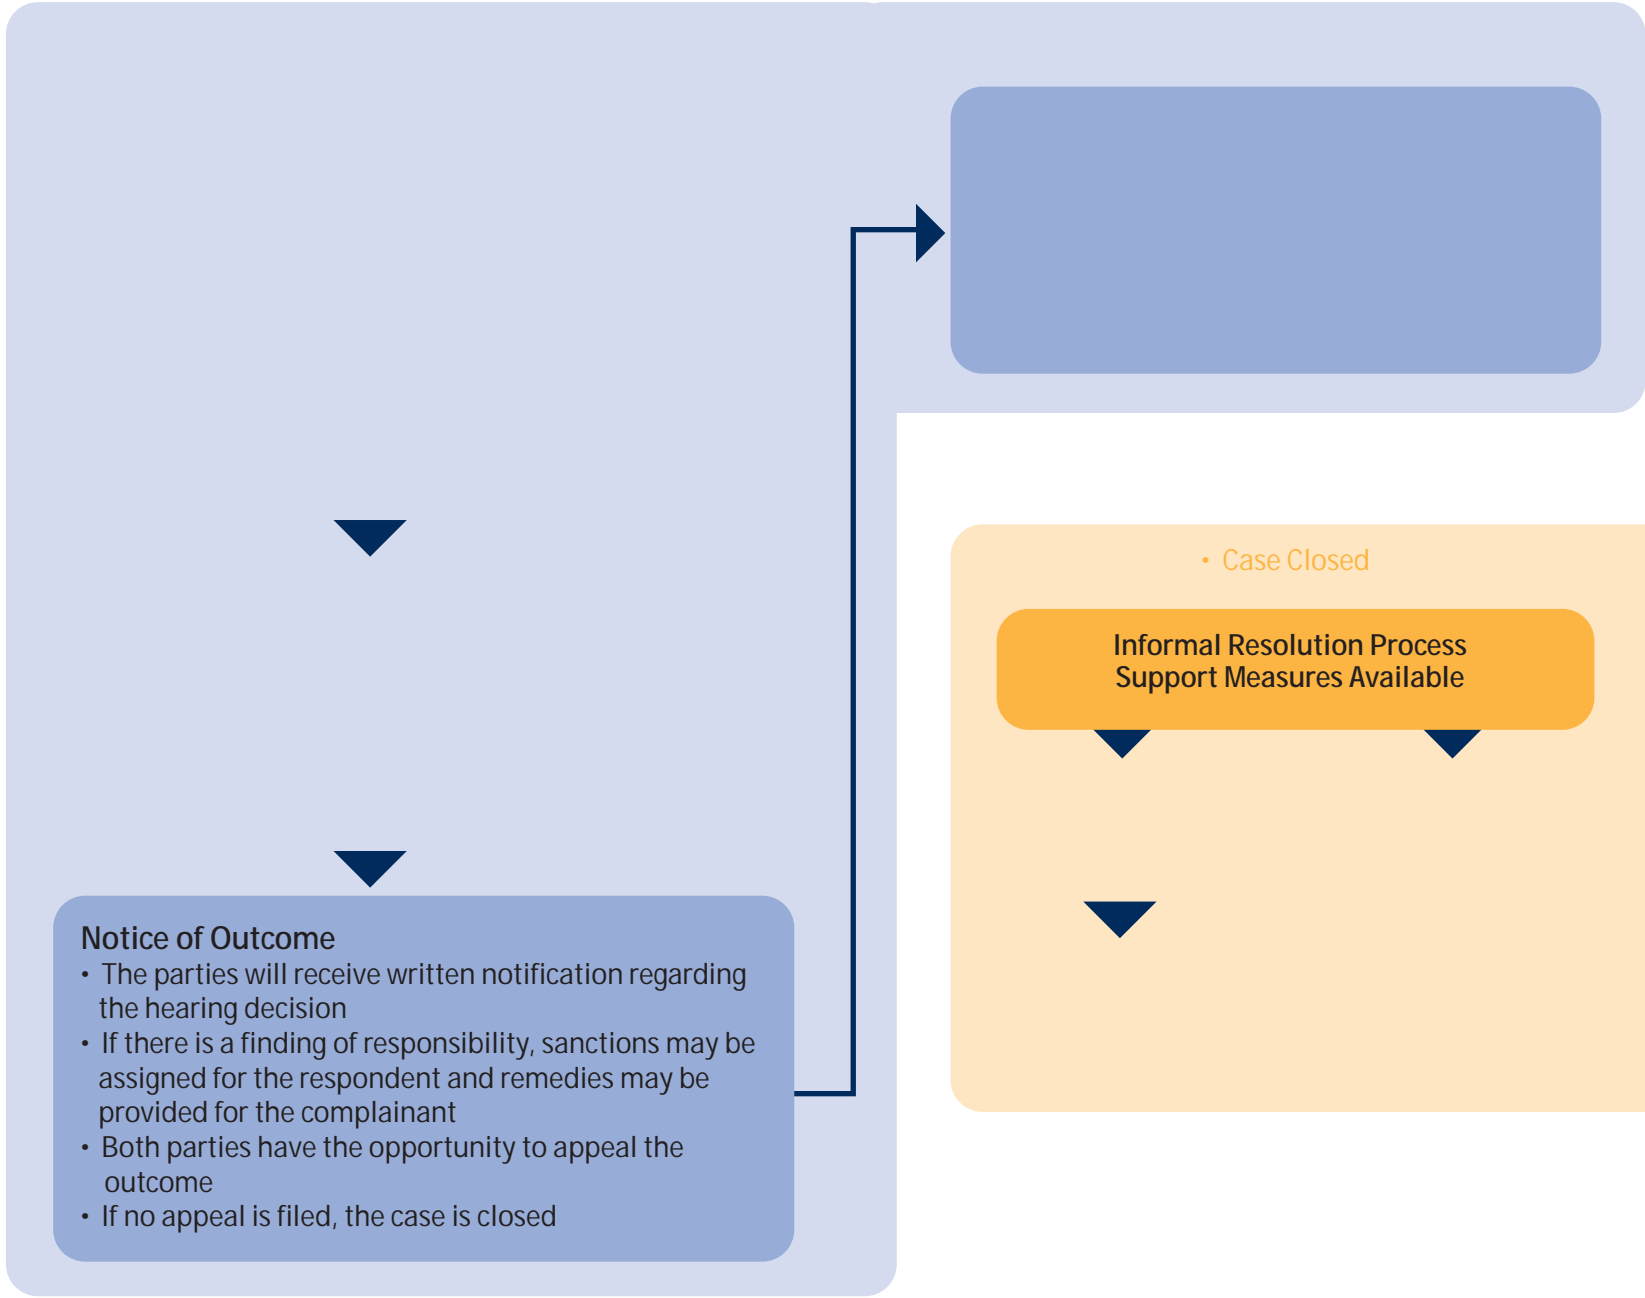 Notice of Outcome
• The parties will receive written notification regarding
the hearing decision
• If there is a finding of responsibility, sanctions may be
assigned for the respondent and remedies may be
provided for the complainant
• Both parties have the opportunity to appeal the
outcome
• If no appeal is filed, the case is closed
• Case Closed
Informal Resolution Process
Support Measures Available